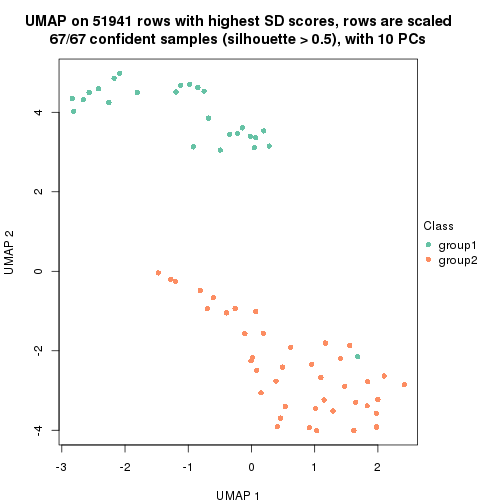 UMAP on 51941 rows with highest SD scores, rows are scaled
67/67 confident samples (silhouette > 0.5), with 10 PCs
4
2
0
-2
-4
UMAP 2
Class
group1
group2
-3 -2 -1 0 1 2
UMAP 1